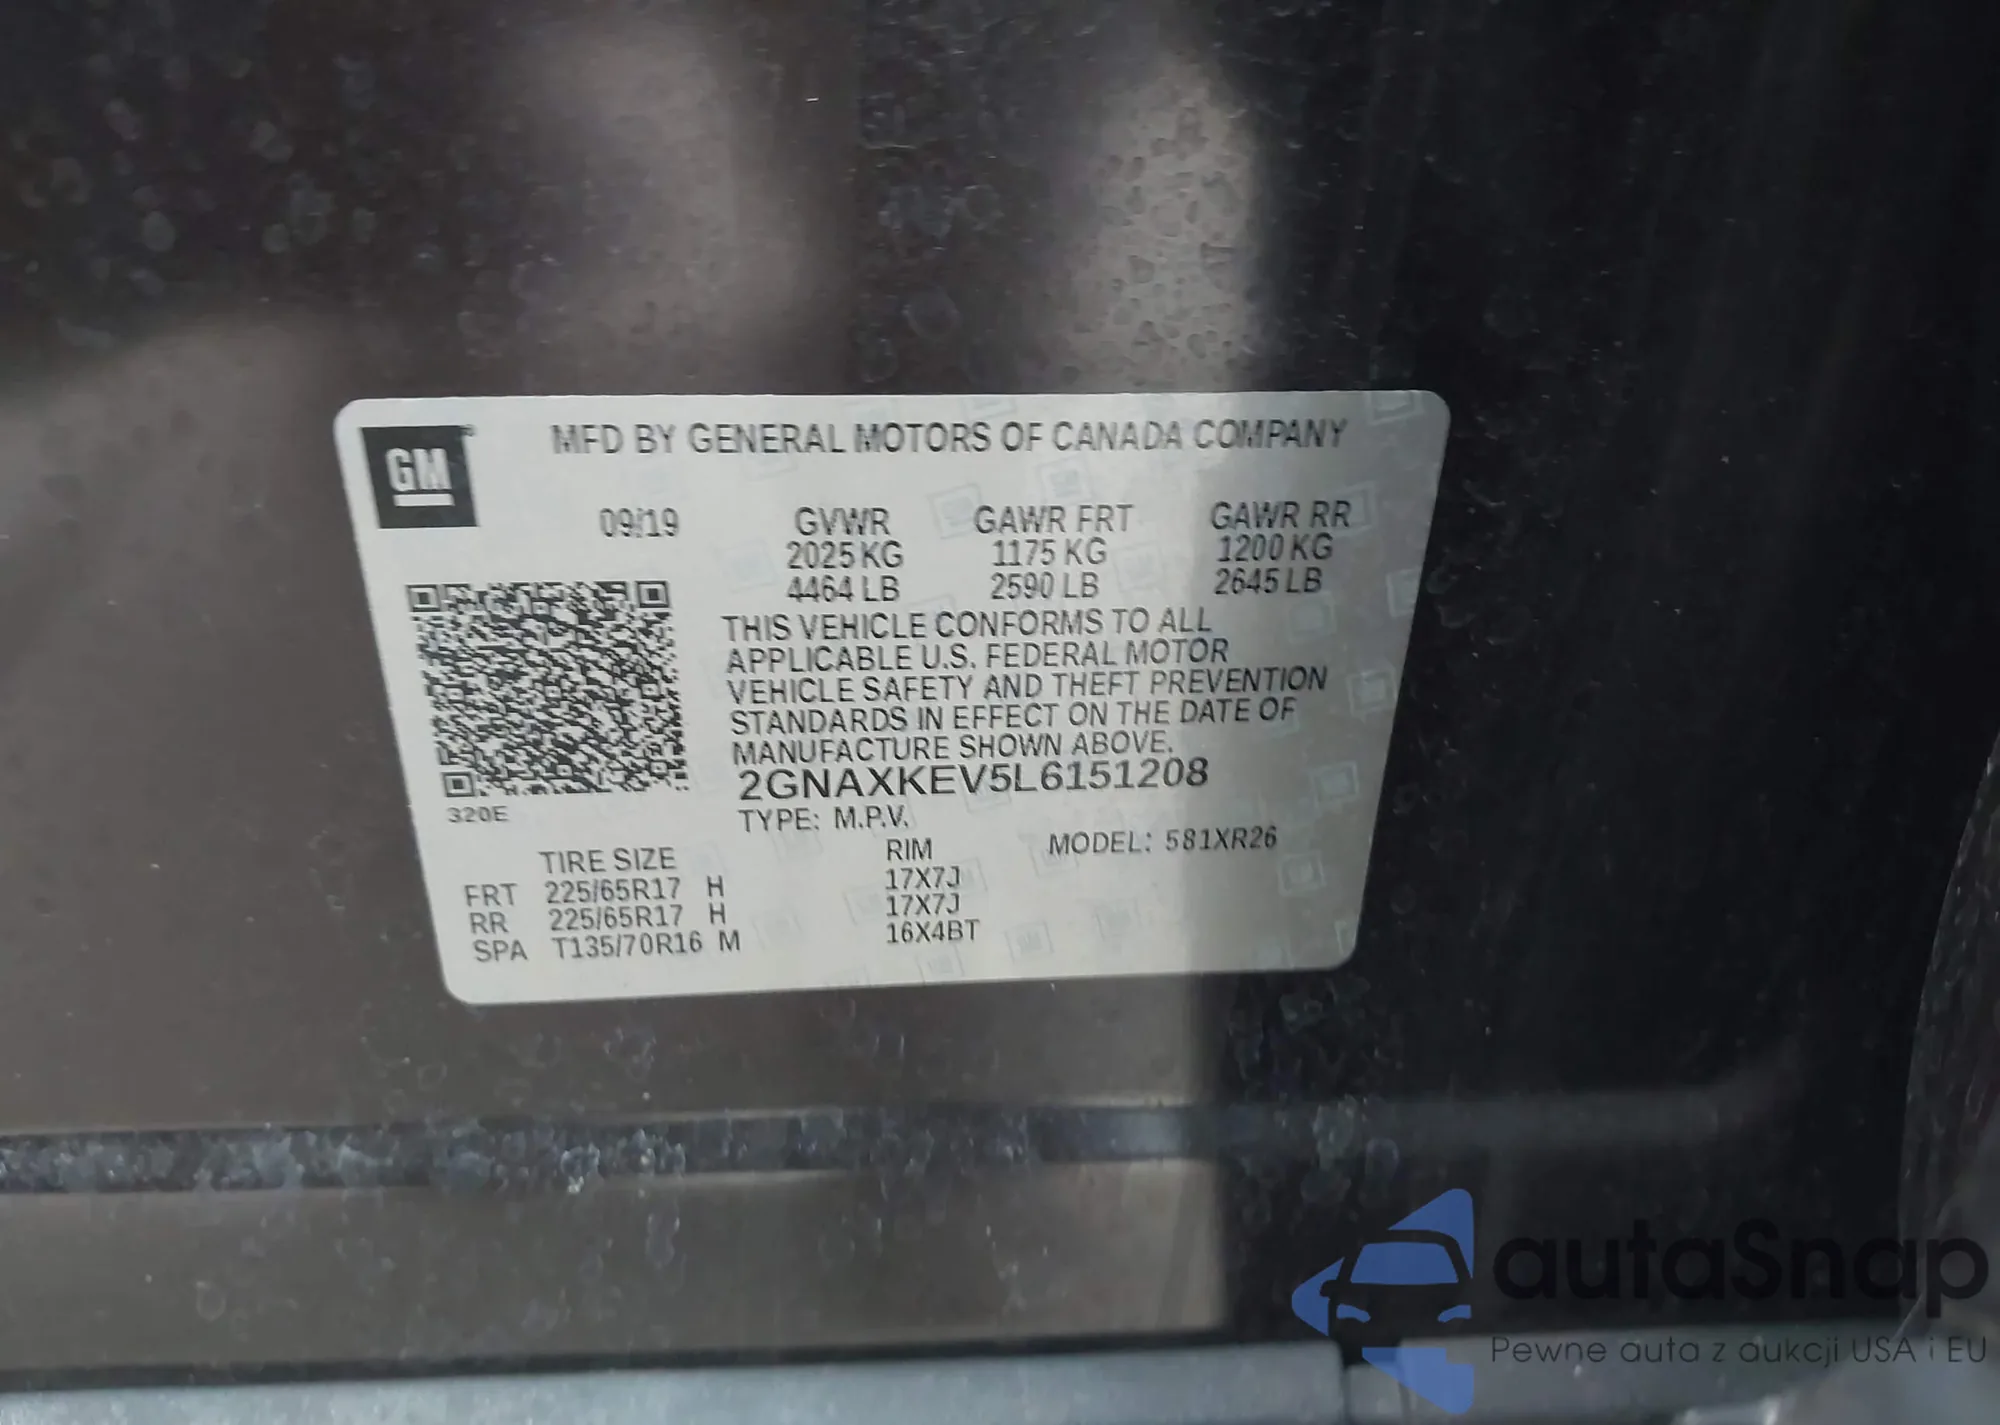 GM
MFD BY GENERAL MOTORS OF CANADA COMPANY
09/19 GVWR GAWR FRT GAWR RR
2025 KG 1175 KG 1200 KG
4464 LB 2590 LB 2645 LB
THIS VEHICLE CONFORMS TO ALL
APPLICABLE U.S. FEDERAL MOTOR
VEHICLE SAFETY AND THEFT PREVENTION
STANDARDS IN EFFECT ON THE DATE OF
MANUFACTURE SHOWN ABOVE.
2GNAXKEV5L6151208
320E
TYPE: M.P.V.
MODEL: 581XR26
TIRE SIZE RIM
FRT 225/65R17 H 17X7J
RR 225/65R17 H 17X7J
SPA T135/70R16 M 16X4BT
autaSnap
Pewne auta z aukcji USA i EU